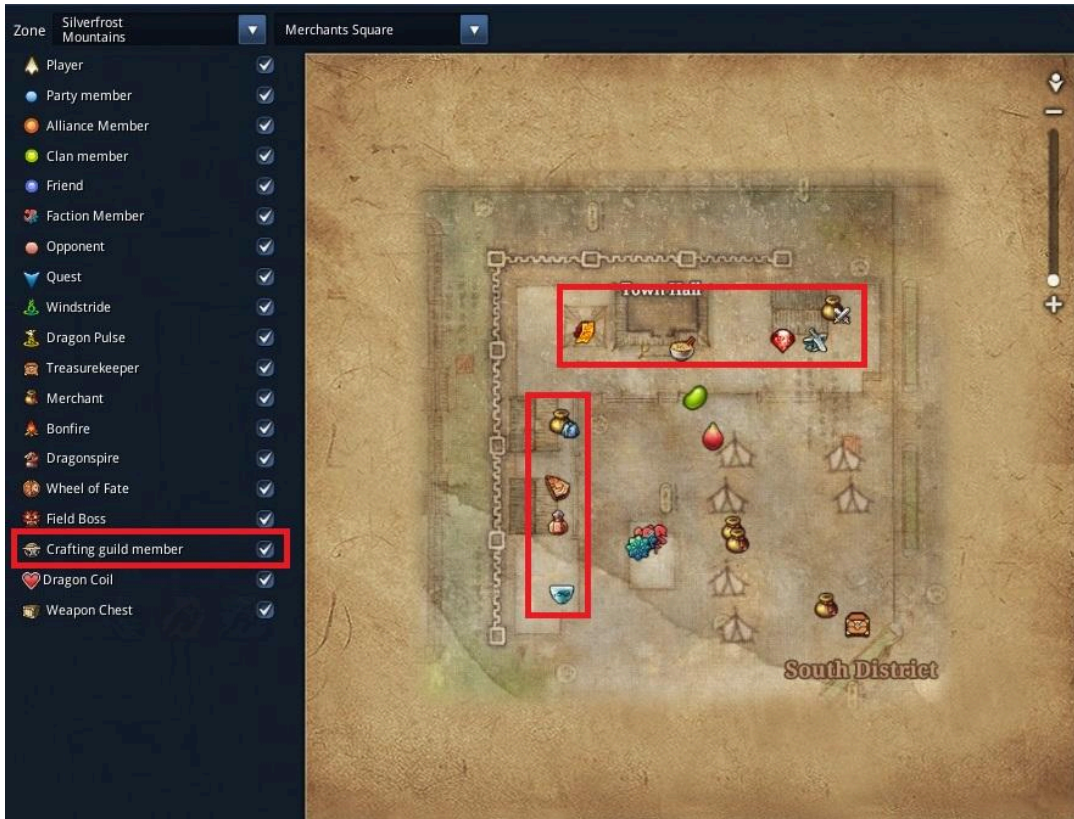 Zone
Silverfrost
Mountains
Merchants Square
Player
Party member
Alliance Member
Clan member
Friend
Faction Member
Opponent
Quest
Windstride
Dragon Pulse
Treasurekeeper
Merchant
Bonfire
Dragonspire
Wheel of Fate
Field Boss
Crafting guild member
Dragon Coil
Weapon Chest
Town Hall
South District